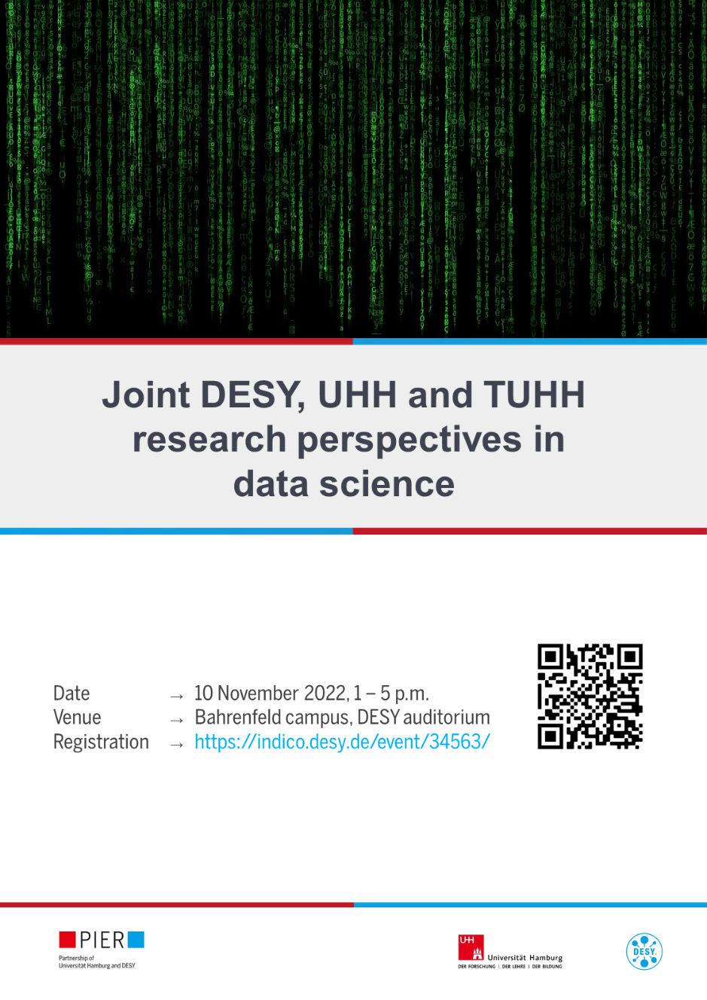 Joint DESY, UHH and TUHH
research perspectives in
data science
Date → 10 November 2022, 1 – 5 p.m.
Venue → Bahrenfeld campus, DESY auditorium
Registration → https://indico.desy.de/event/34563/
PIER
Partnership of
Universität Hamburg and DESY
UHH
Universität Hamburg
DER FORSCHUNG | DER LEHRE | DER BILDUNG
DESY.